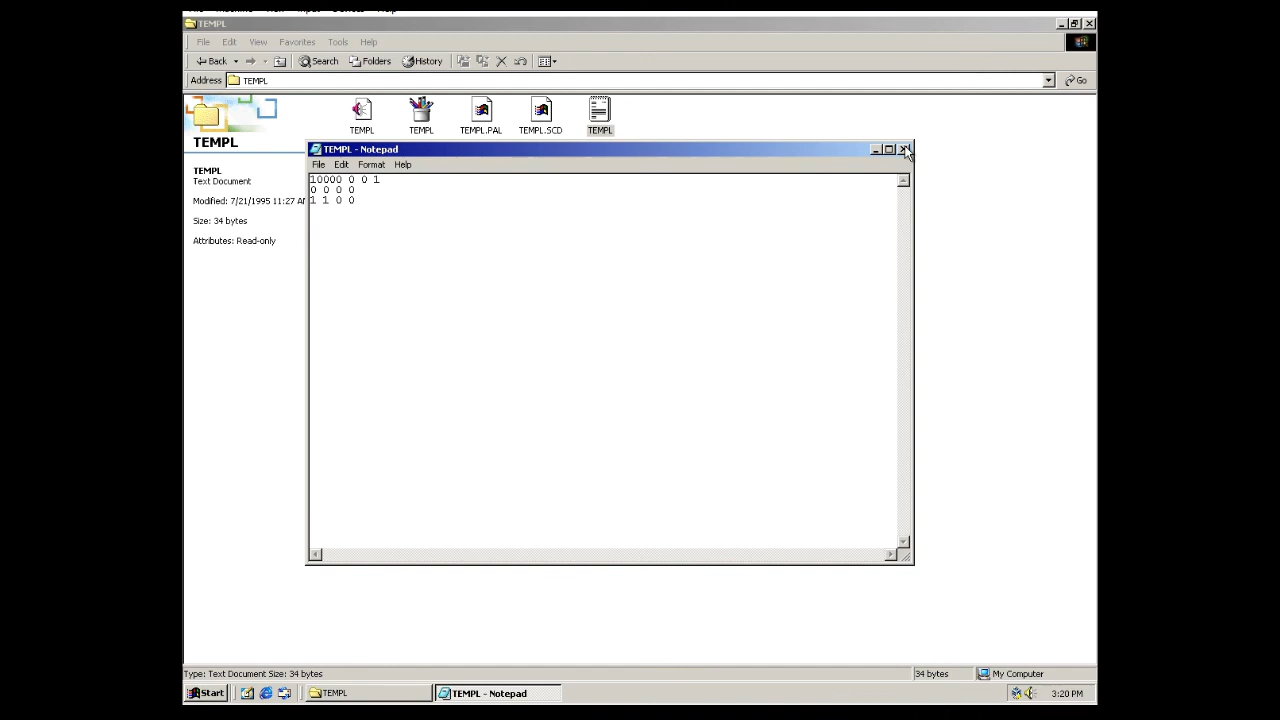 TEMPL
File Edit View Favorites Tools Help
Back Search Folders History
Address TEMPL Go
TEMPL TEMPL TEMPL.PAL TEMPL.SCD TEMPL
TEMPL
TEMPL
Text Document
Modified: 7/21/1995 11:27
Size: 34 bytes
Attributes: Read-only
TEMPL - Notepad
File Edit Format Help
10000 0 0 1
0 0 0 0
1 1 0 0
Type: Text Document Size: 34 bytes 34 bytes My Computer
Start TEMPL TEMPL - Notepad 3:20 PM